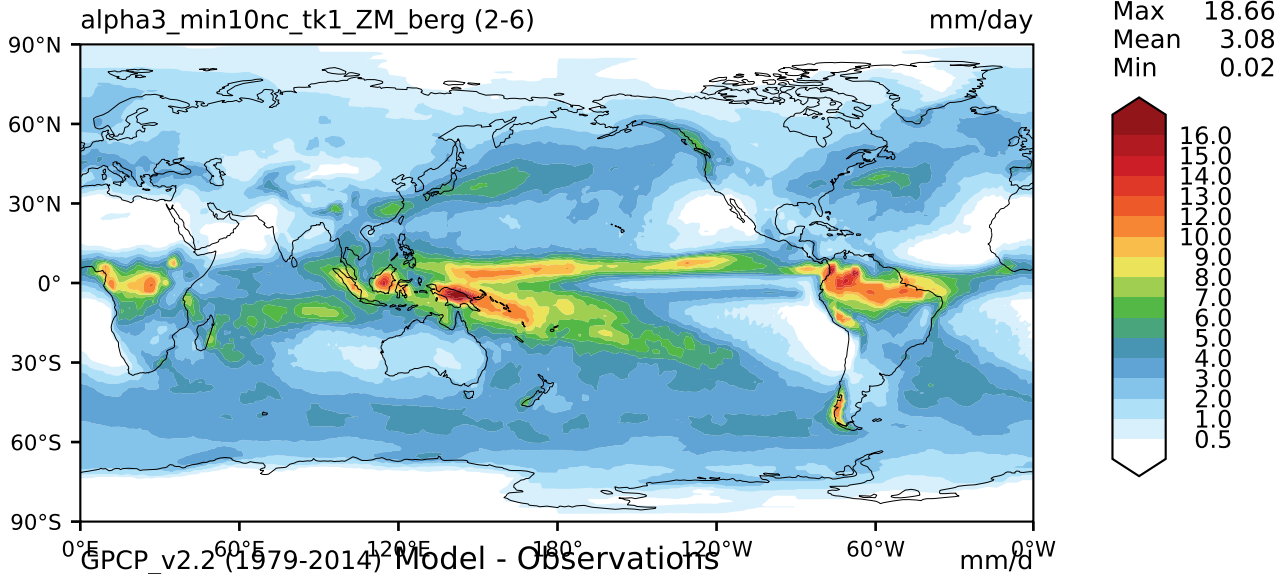 alpha3_min10nc_tk1_ZM_berg (2-6) mm/day
Max 18.66
Mean 3.08
Min 0.02
90°N
60°N
30°N
0°
30°S
60°S
90°S
16.0
15.0
14.0
13.0
12.0
10.0
9.0
8.0
7.0
6.0
5.0
4.0
3.0
2.0
1.0
0.5
0°E 60°E 120°E 180° 120°W 60°W 0°W
GPCP_v2.2 (1979-2014) Model - Observations mm/d